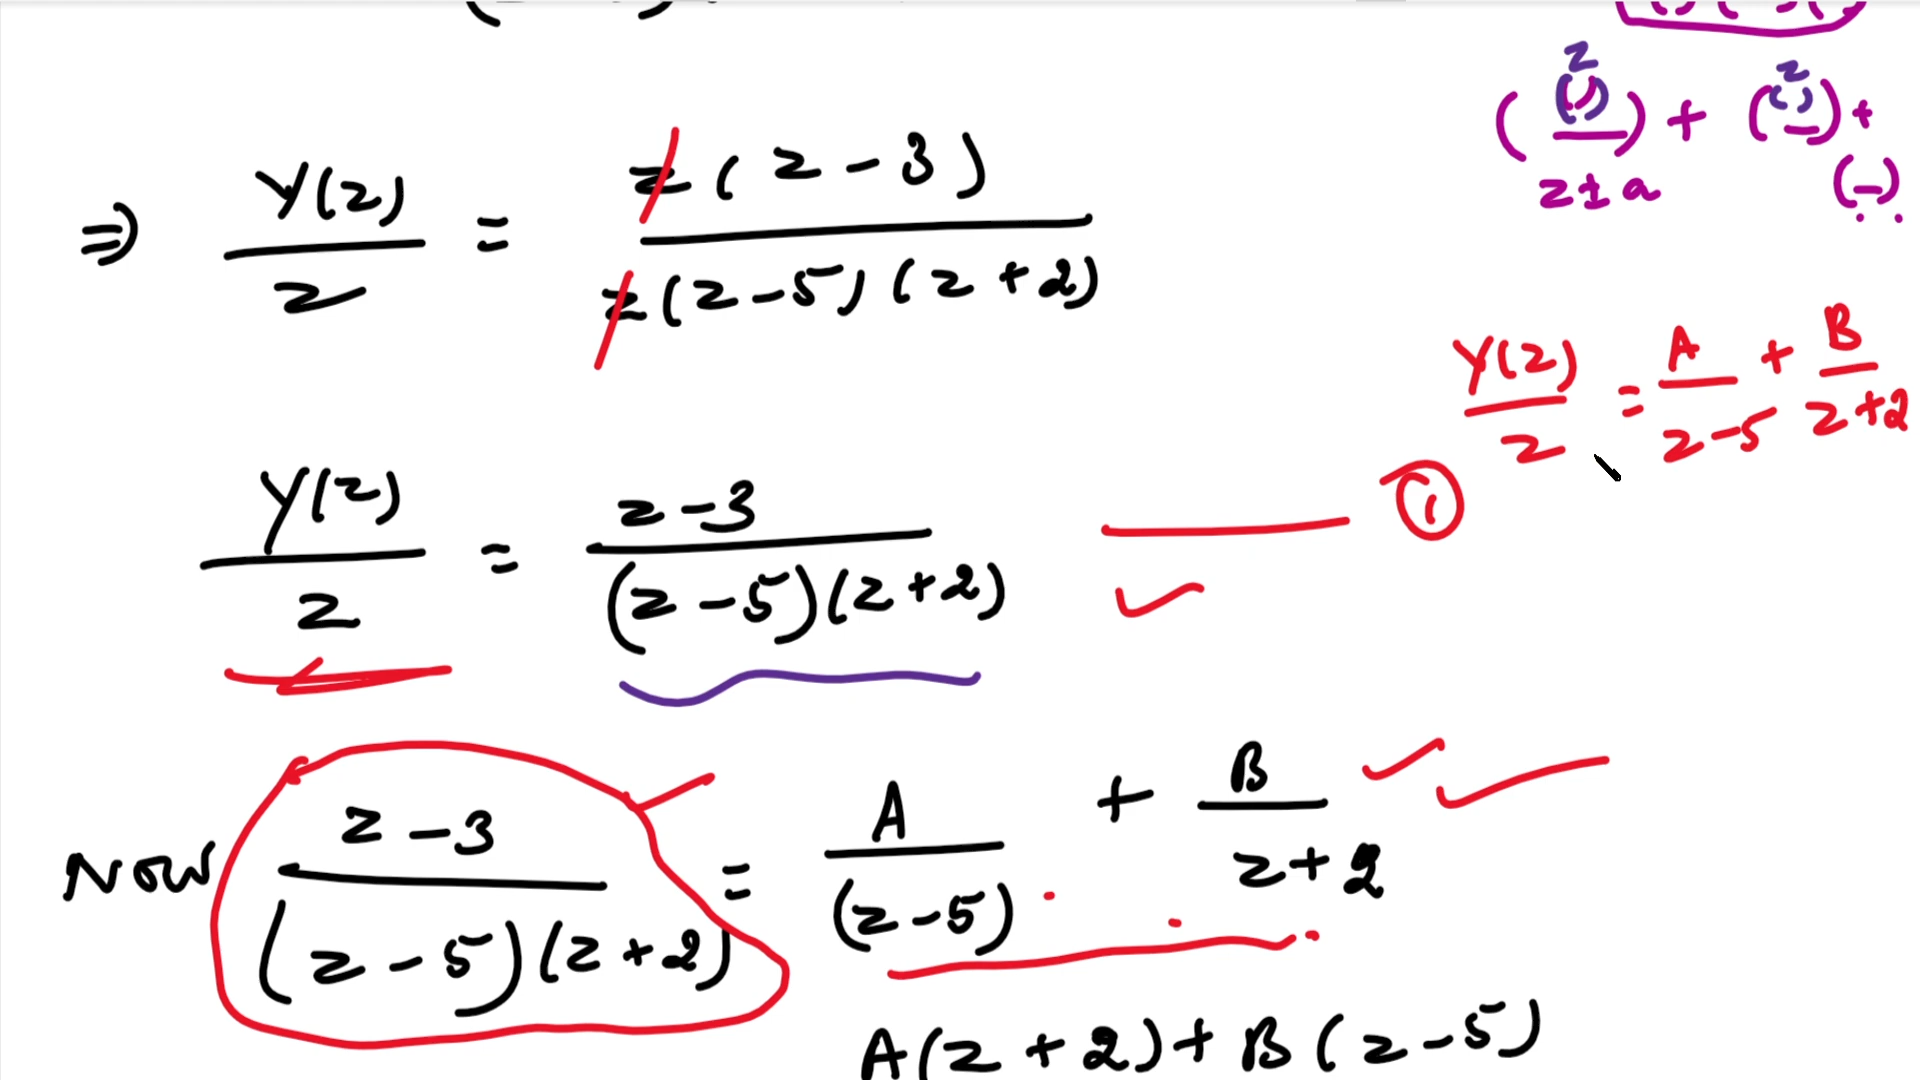 ( z ) + ( z ) +
z ± a (–)
⇒ Y(z)/z = z(z-3) / z(z-5)(z+2)
Y(z)/z = A/z-5 + B/z+2
Y(z)/z = z-3 / (z-5)(z+2) —— ①
Now z-3 / (z-5)(z+2) = A/(z-5) + B/z+2
A(z+2)+B(z-5)